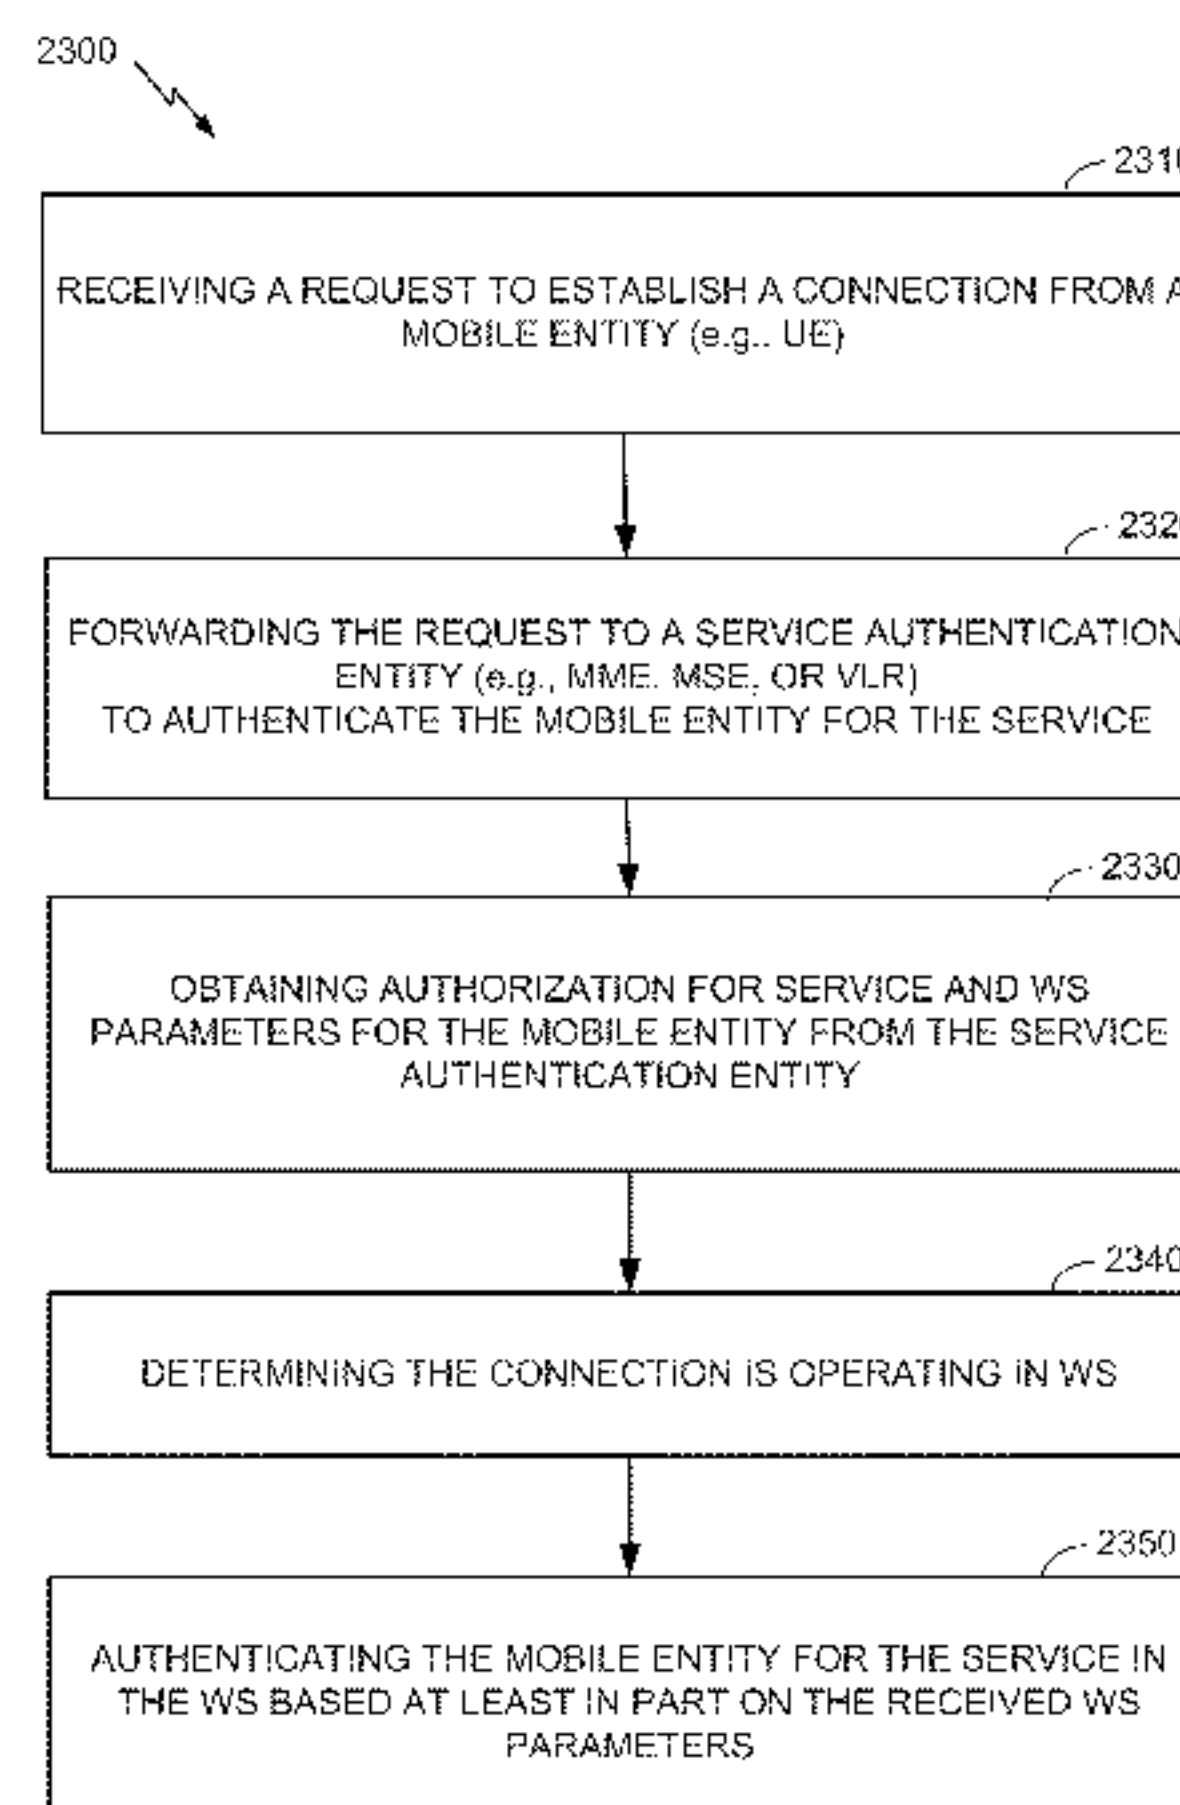 2300
2310
RECEIVING A REQUEST TO ESTABLISH A CONNECTION FROM A
MOBILE ENTITY (e.g., UE)
2320
FORWARDING THE REQUEST TO A SERVICE AUTHENTICATION
ENTITY (e.g., MME, MSE, OR VLR)
TO AUTHENTICATE THE MOBILE ENTITY FOR THE SERVICE
2330
OBTAINING AUTHORIZATION FOR SERVICE AND WS
PARAMETERS FOR THE MOBILE ENTITY FROM THE SERVICE
AUTHENTICATION ENTITY
2340
DETERMINING THE CONNECTION IS OPERATING IN WS
2350
AUTHENTICATING THE MOBILE ENTITY FOR THE SERVICE IN
THE WS BASED AT LEAST IN PART ON THE RECEIVED WS
PARAMETERS